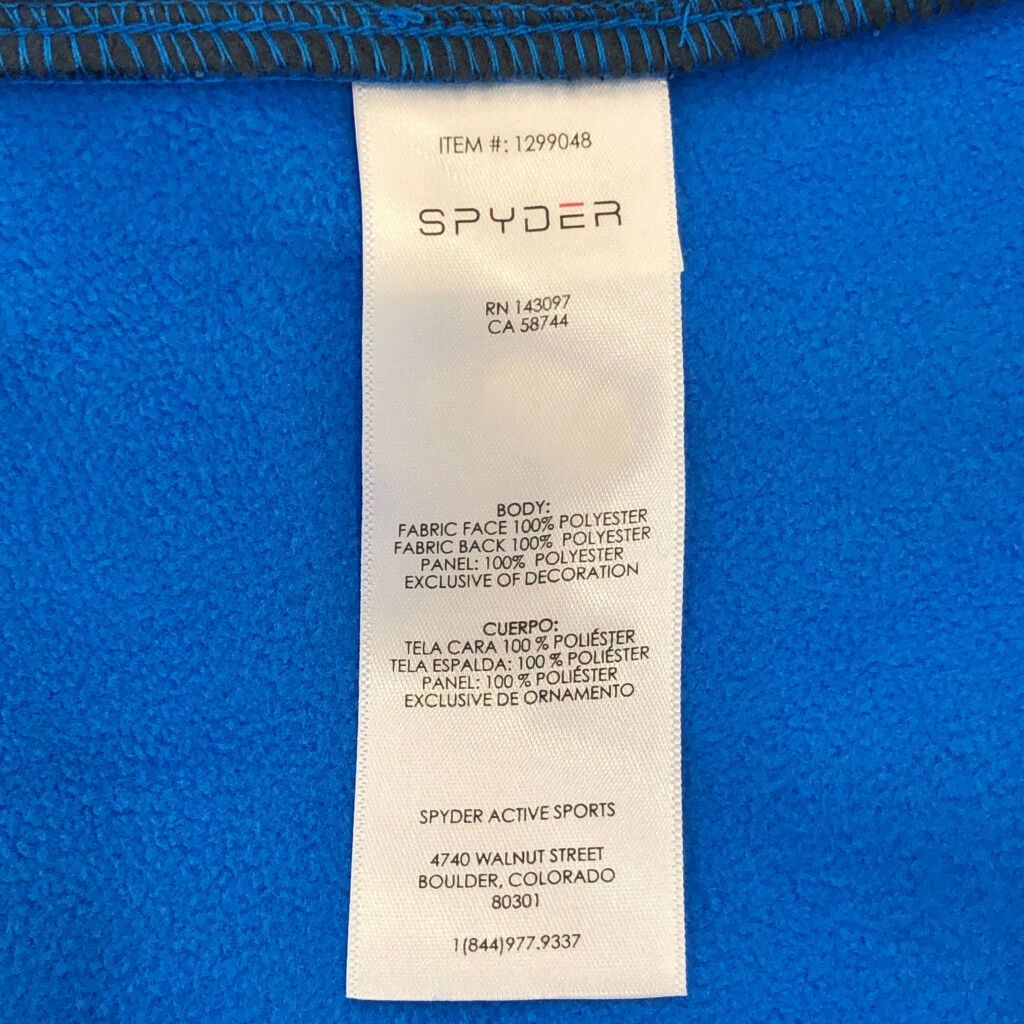 ITEM #: 1299048
SPYDER
RN 143097
CA 58744
BODY:
FABRIC FACE 100% POLYESTER
FABRIC BACK 100% POLYESTER
PANEL: 100% POLYESTER
EXCLUSIVE OF DECORATION
CUERPO:
TELA CARA 100 % POLIÉSTER
TELA ESPALDA: 100 % POLIÉSTER
PANEL: 100 % POLIÉSTER
EXCLUSIVE DE ORNAMENTO
SPYDER ACTIVE SPORTS
4740 WALNUT STREET
BOULDER, COLORADO
80301
1(844)977.9337